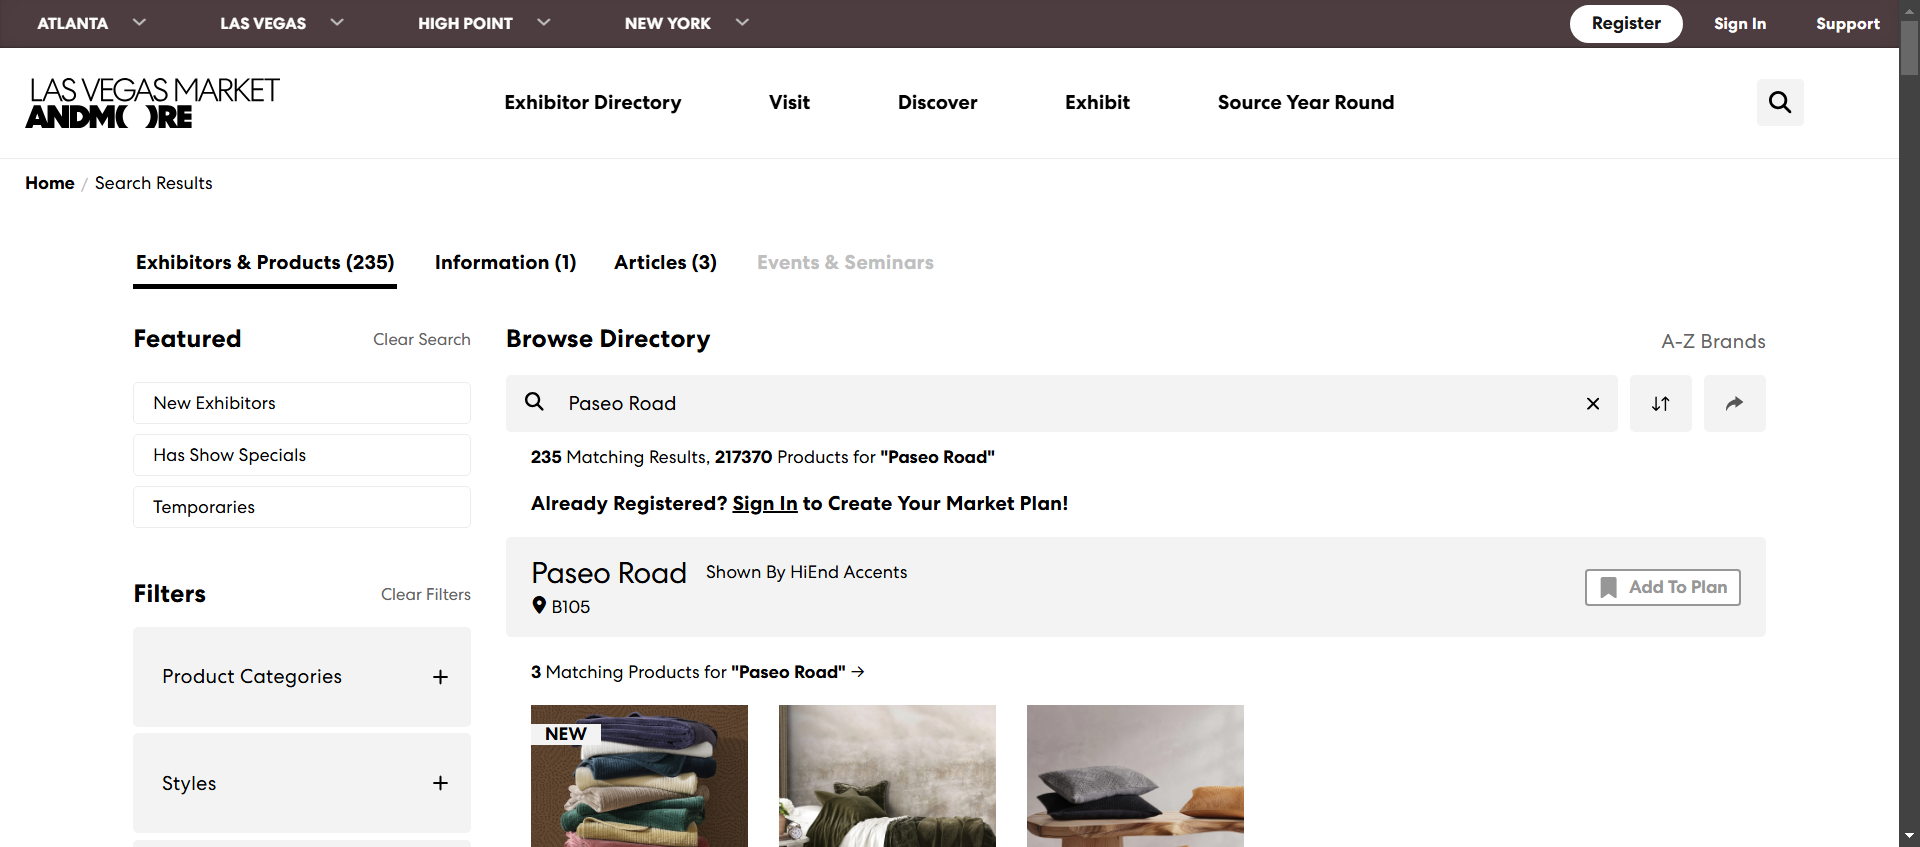 ATLANTA LAS VEGAS HIGH POINT NEW YORK Register Sign In Support
LAS VEGAS MARKET
ANDM( )RE
Exhibitor Directory Visit Discover Exhibit Source Year Round
Home / Search Results
Exhibitors & Products (235) Information (1) Articles (3) Events & Seminars
Featured Clear Search
New Exhibitors
Has Show Specials
Temporaries
Filters Clear Filters
Product Categories +
Styles +
Browse Directory A-Z Brands
Paseo Road
235 Matching Results, 217370 Products for "Paseo Road"
Already Registered? Sign In to Create Your Market Plan!
Paseo Road Shown By HiEnd Accents
B105
Add To Plan
3 Matching Products for "Paseo Road" →
NEW